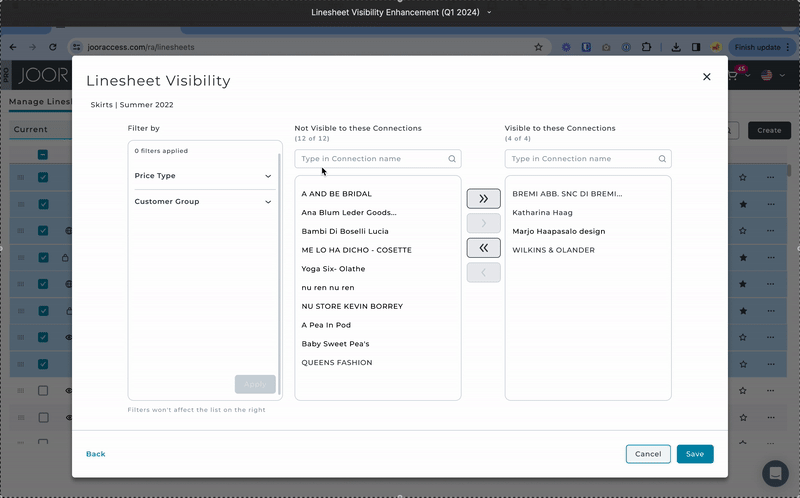 Linesheet Visibility Enhancement (Q1 2024)
jooraccess.com/ra/linesheets
Finish update
PRO
JOOR
45
Manage Linesh
Current
Create
Linesheet Visibility
Skirts | Summer 2022
Filter by
0 filters applied
Price Type
Customer Group
Apply
Filters won't affect the list on the right
Not Visible to these Connections
(12 of 12)
Type in Connection name
A AND BE BRIDAL
Ana Blum Leder Goods...
Bambi Di Boselli Lucia
ME LO HA DICHO - COSETTE
Yoga Six- Olathe
nu ren nu ren
NU STORE KEVIN BORREY
A Pea In Pod
Baby Sweet Pea's
QUEENS FASHION
Visible to these Connections
(4 of 4)
Type in Connection name
BREMI ABB. SNC DI BREMI...
Katharina Haag
Marjo Haapasalo design
WILKINS & OLANDER
Back
Cancel
Save